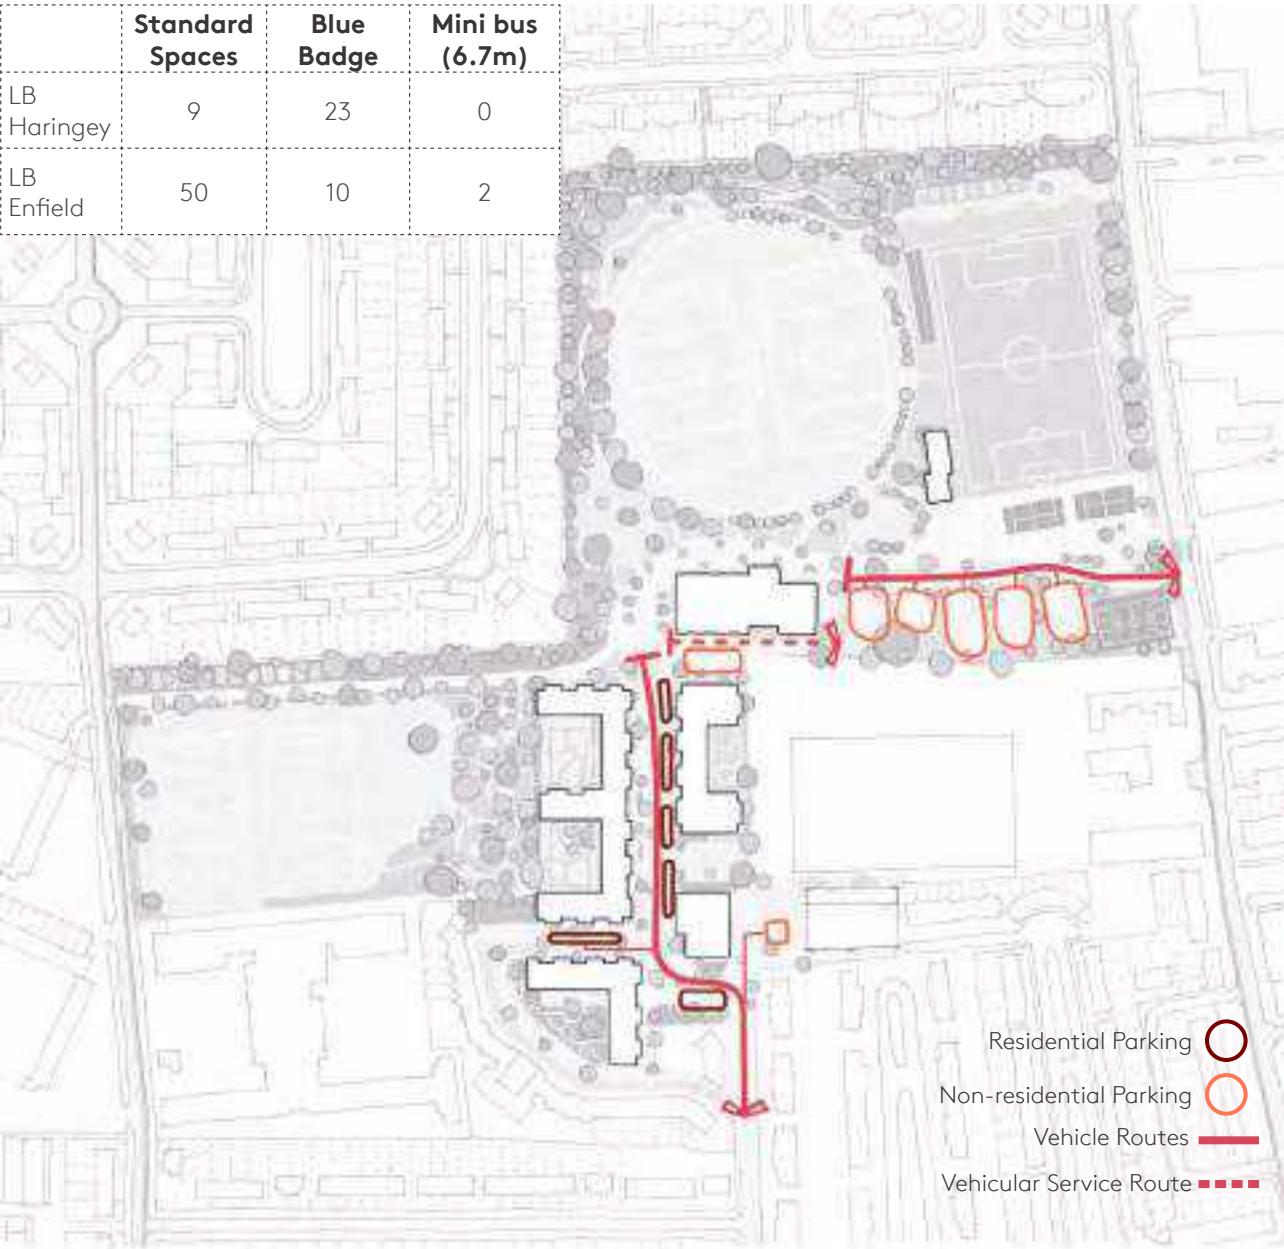 Standard Blue Mini bus
Spaces Badge (6.7m)
LB
Haringey 9 23 0
LB
Enfield 50 10 2
Residential Parking
Non-residential Parking
Vehicle Routes
Vehicular Service Route